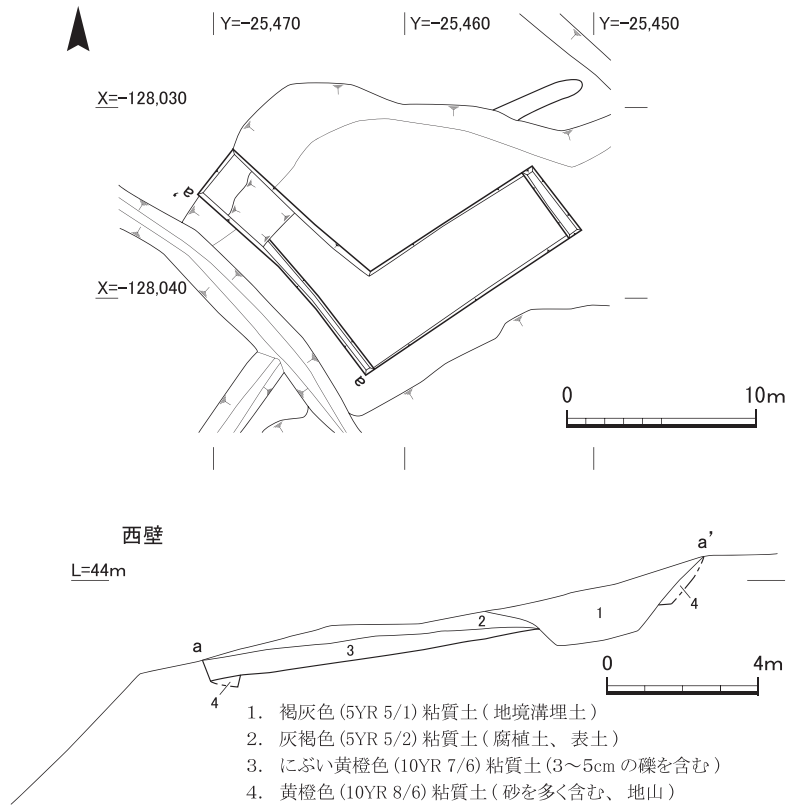 Y=-25,470 Y=-25,460 Y=-25,450
X=-128,030
a'
X=-128,040
a
0 10m
西壁
a'
L=44m
1
4
2
a
3
0 4m
4
1. 褐灰色 (5YR 5/1) 粘質土 ( 地境溝埋土 )
2. 灰褐色 (5YR 5/2) 粘質土 ( 腐植土、表土 )
3. にぶい黄橙色 (10YR 7/6) 粘質土 (3～5cm の礫を含む )
4. 黄橙色 (10YR 8/6) 粘質土 ( 砂を多く含む、地山 )